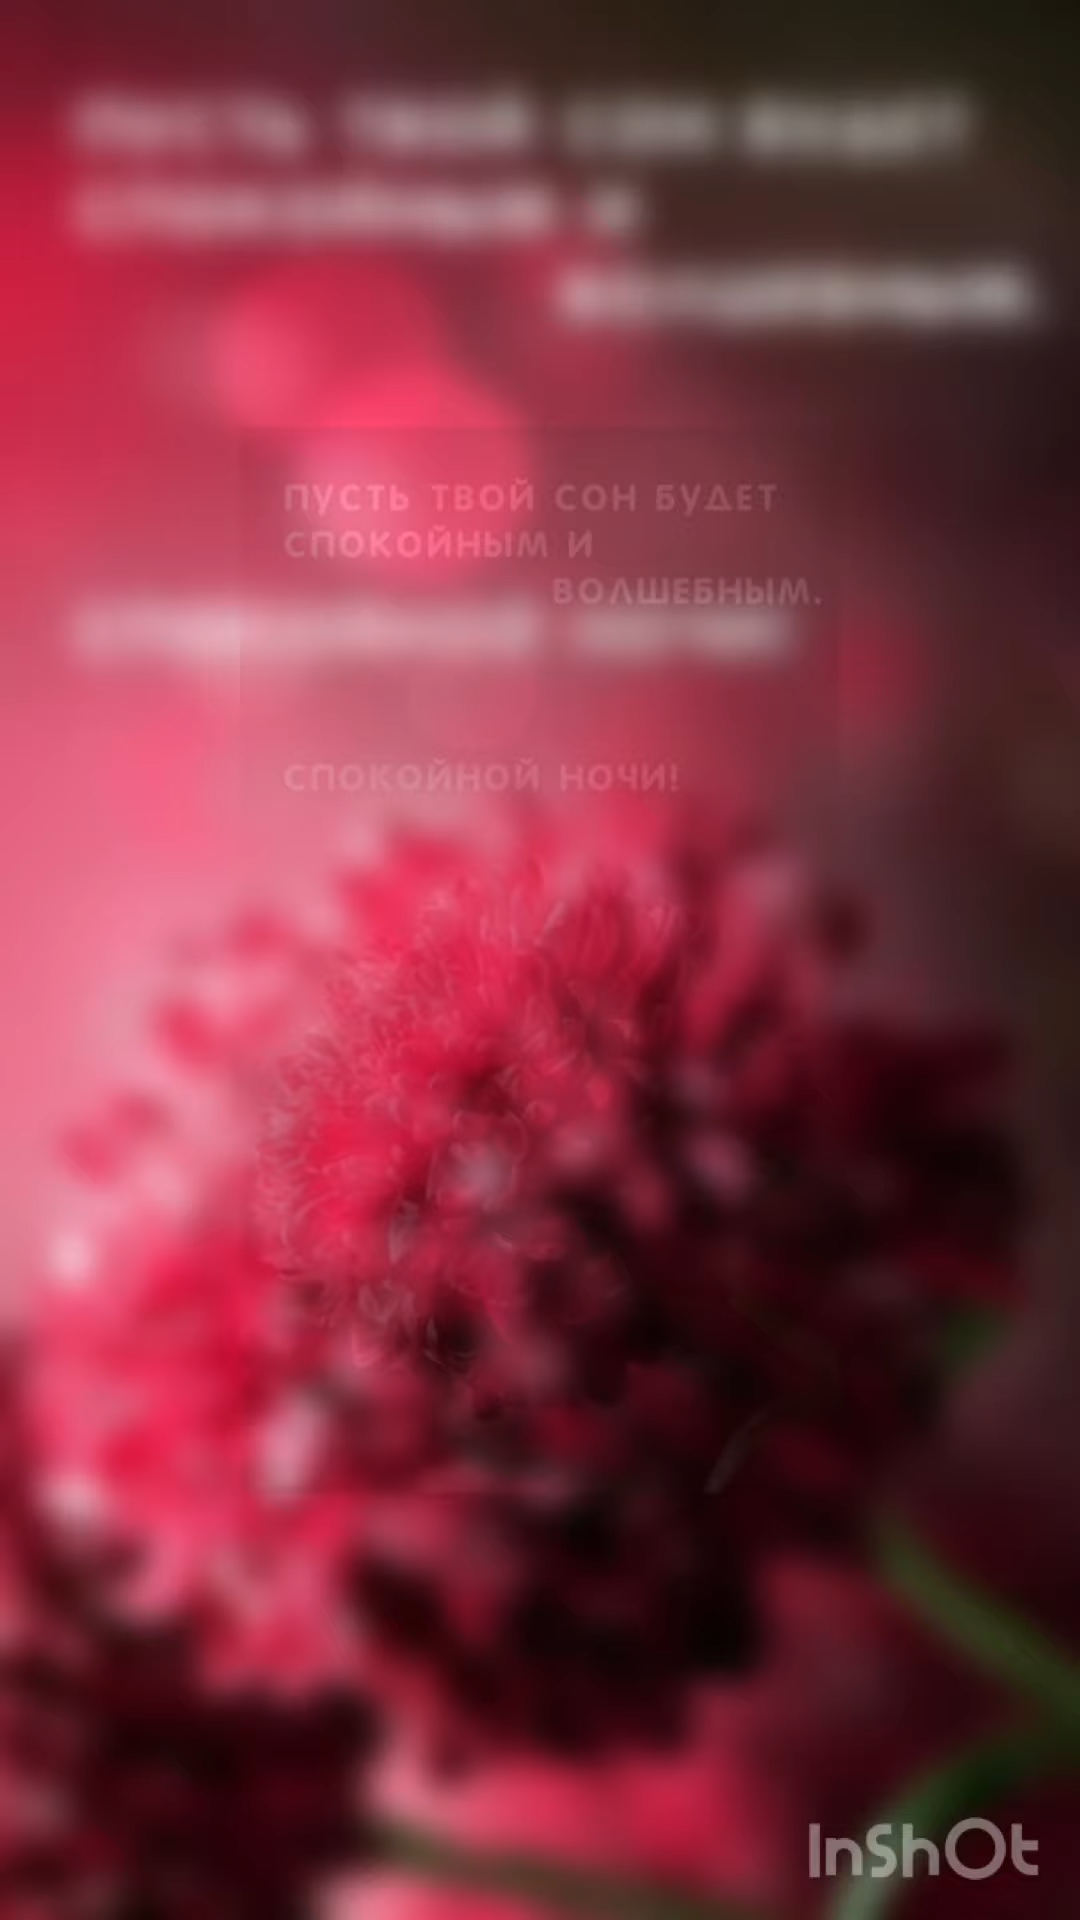 ПУСТЬ ТВОЙ СОН БУДЕТ
СПОКОЙНЫМ И
ВОЛШЕБНЫМ.
СПОКОЙНОЙ НОЧИ!
InShOt